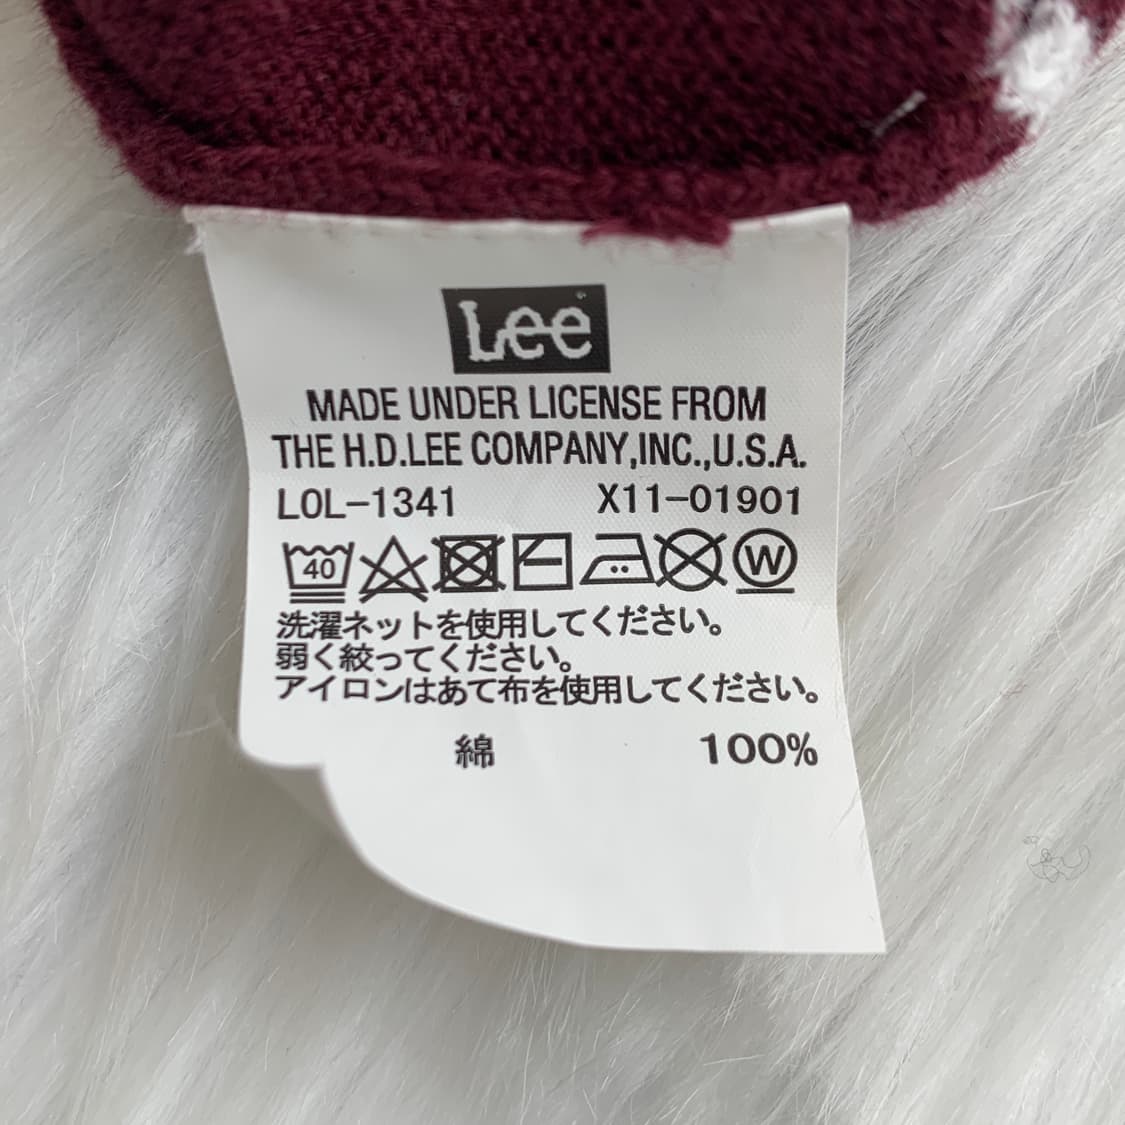 Lee
MADE UNDER LICENSE FROM
THE H.D.LEE COMPANY,INC.,U.S.A.
LOL-1341 X11-01901
40 W
洗濯ネットを使用してください。
弱く絞ってください。
アイロンはあて布を使用してください。
綿 100%